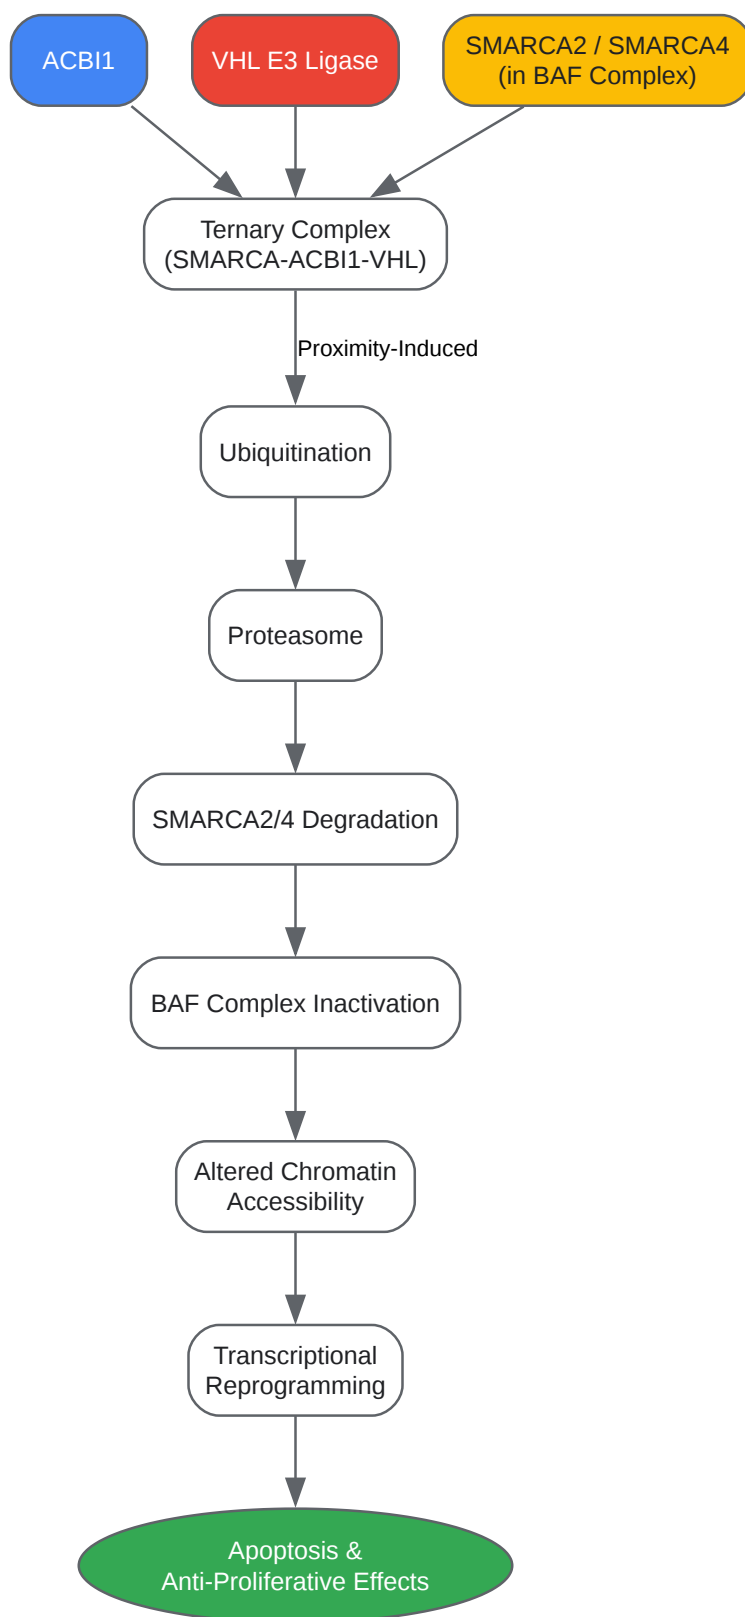 ACBI1
VHL E3 Ligase
SMARCA2 / SMARCA4
(in BAF Complex)
Ternary Complex
(SMARCA-ACBI1-VHL)
Proximity-Induced
Ubiquitination
Proteasome
SMARCA2/4 Degradation
BAF Complex Inactivation
Altered Chromatin
Accessibility
Transcriptional
Reprogramming
Apoptosis &
Anti-Proliferative Effects